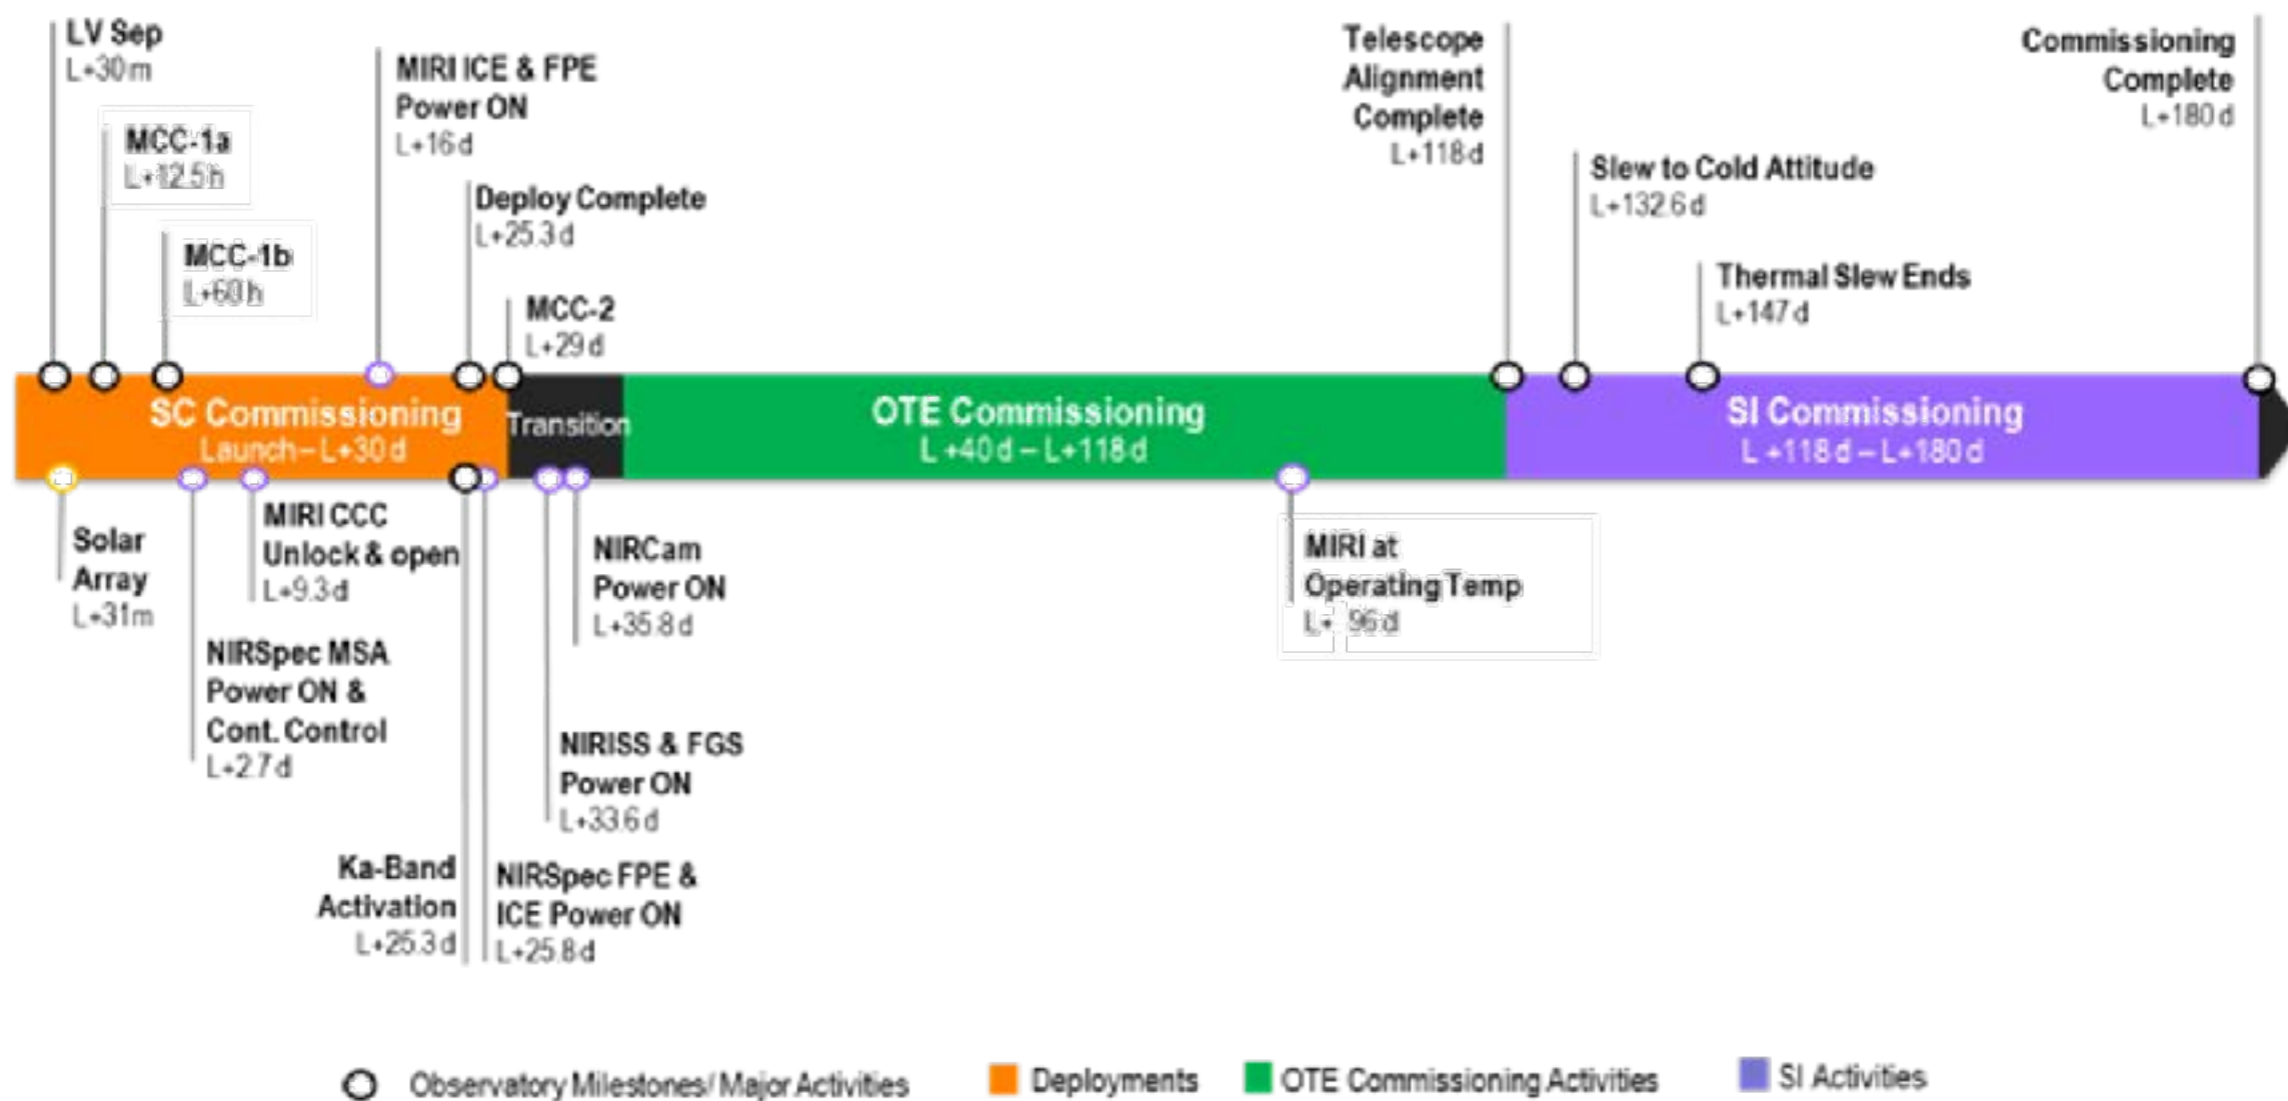 LV Sep
L+30m
MCC-1a
L+12.5h
MCC-1b
L+60h
MIRI ICE & FPE
Power ON
L+16d
Deploy Complete
L+25.3d
MCC-2
L+29d
Telescope
Alignment
Complete
L+118d
Slew to Cold Attitude
L+132.6d
Thermal Slew Ends
L+147d
Commissioning
Complete
L+180d
SC Commissioning
Launch–L+30d
Transition
OTE Commissioning
L+40d–L+118d
SI Commissioning
L+118d–L+180d
Solar
Array
L+31m
NIRSpec MSA
Power ON &
Cont. Control
L+2.7d
MIRI CCC
Unlock & open
L+9.3d
Ka-Band
Activation
L+25.3d
NIRSpec FPE &
ICE Power ON
L+25.8d
NIRISS & FGS
Power ON
L+33.6d
NIRCam
Power ON
L+35.8d
MIRI at
Operating Temp
L+ 96d
Observatory Milestones/ Major Activities
Deployments
OTE Commissioning Activities
SI Activities